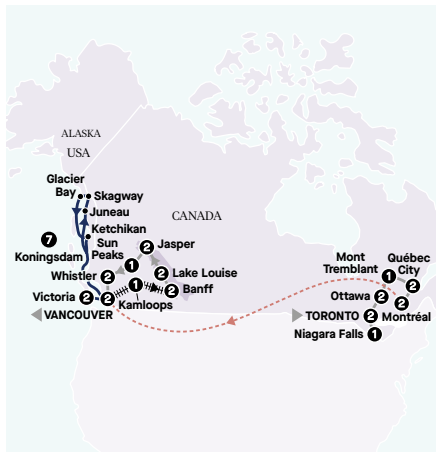 ALASKA
USA
Glacier
Bay
Skagway
Juneau
CANADA
Ketchikan
7
Koningsdam
Sun
Peaks
1
2
Jasper
Whistler
2
2
Lake Louise
1
2
Banff
Victoria
2
2
Kamloops
VANCOUVER
Mont
Tremblant
1
Québec
City
2
Ottawa
2
2
Montréal
TORONTO
2
Niagara Falls
1